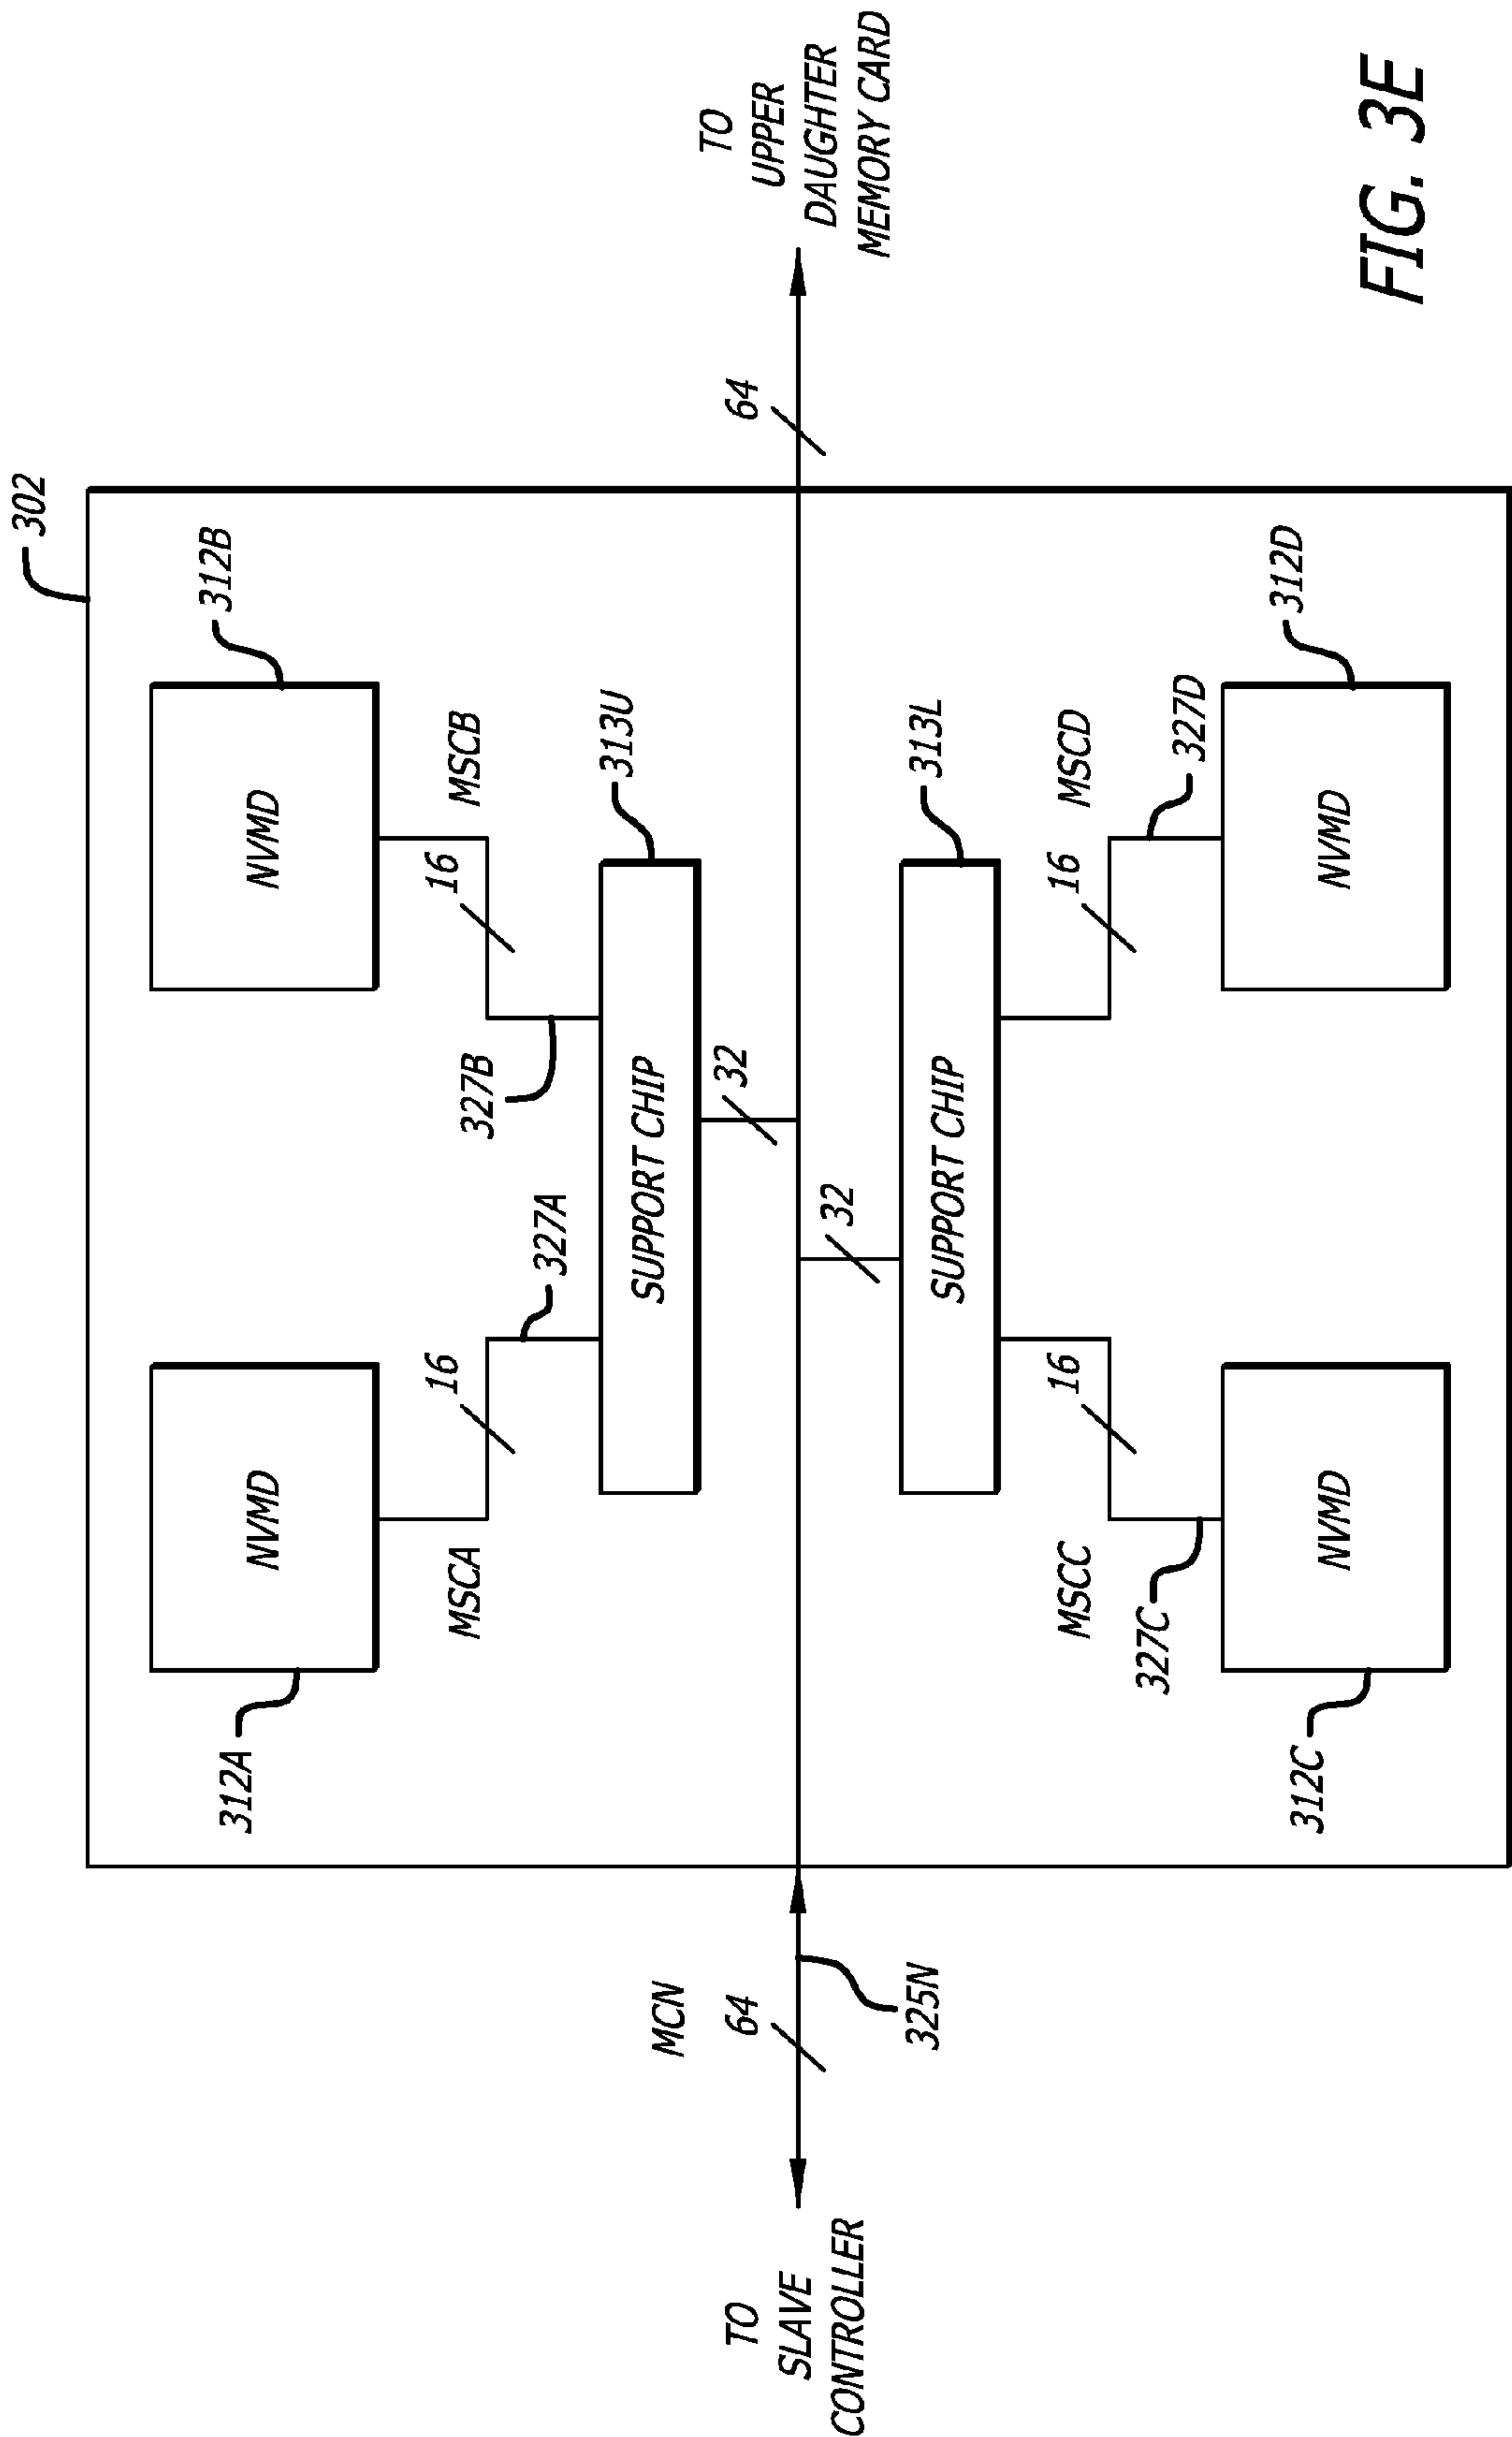 302
312A
NVMD
NVMD
312B
MSCA
16
327A
327B
16
MSCB
SUPPORT CHIP
313U
32
MCN
64
64
TO
SLAVE
CONTROLLER
TO
UPPER
DAUGHTER
MEMORY CARD
325N
32
SUPPORT CHIP
313L
MSCC
16
16
MSCD
327C
327D
312C
NVMD
NVMD
312D
FIG. 3E